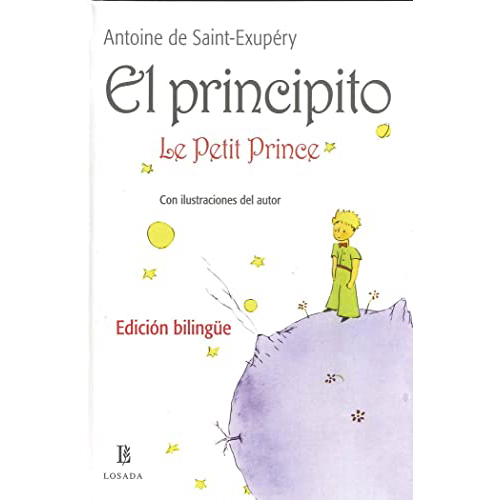 Antoine de Saint-Exupéry
El principito
Le Petit Prince
Con ilustraciones del autor
Edición bilingüe
LOSADA